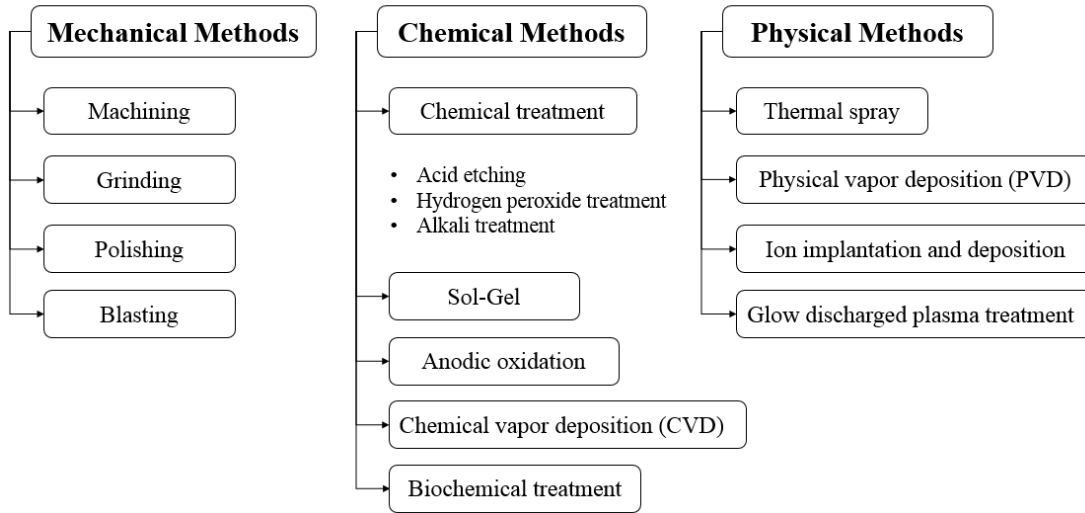 Mechanical Methods
Machining
Grinding
Polishing
Blasting
Chemical Methods
Chemical treatment
• Acid etching
• Hydrogen peroxide treatment
• Alkali treatment
Sol-Gel
Anodic oxidation
Chemical vapor deposition (CVD)
Biochemical treatment
Physical Methods
Thermal spray
Physical vapor deposition (PVD)
Ion implantation and deposition
Glow discharged plasma treatment